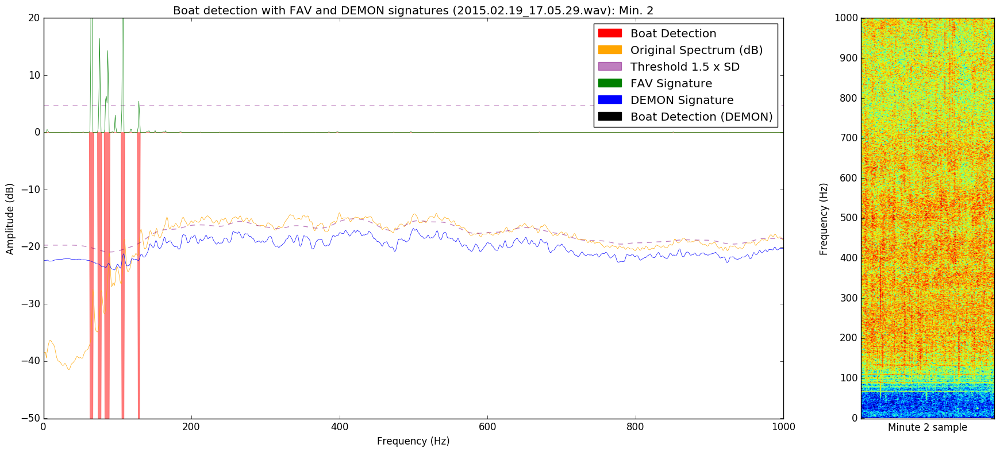 Boat detection with FAV and DEMON signatures (2015.02.19_17.05.29.wav): Min. 2
20
10
0
−10
−20
−30
−40
−50
Amplitude (dB)
0
200
400
600
800
1000
Frequency (Hz)
Boat Detection
Original Spectrum (dB)
Threshold 1.5 x SD
FAV Signature
DEMON Signature
Boat Detection (DEMON)
1000
900
800
700
600
500
400
300
200
100
0
Frequency (Hz)
Minute 2 sample